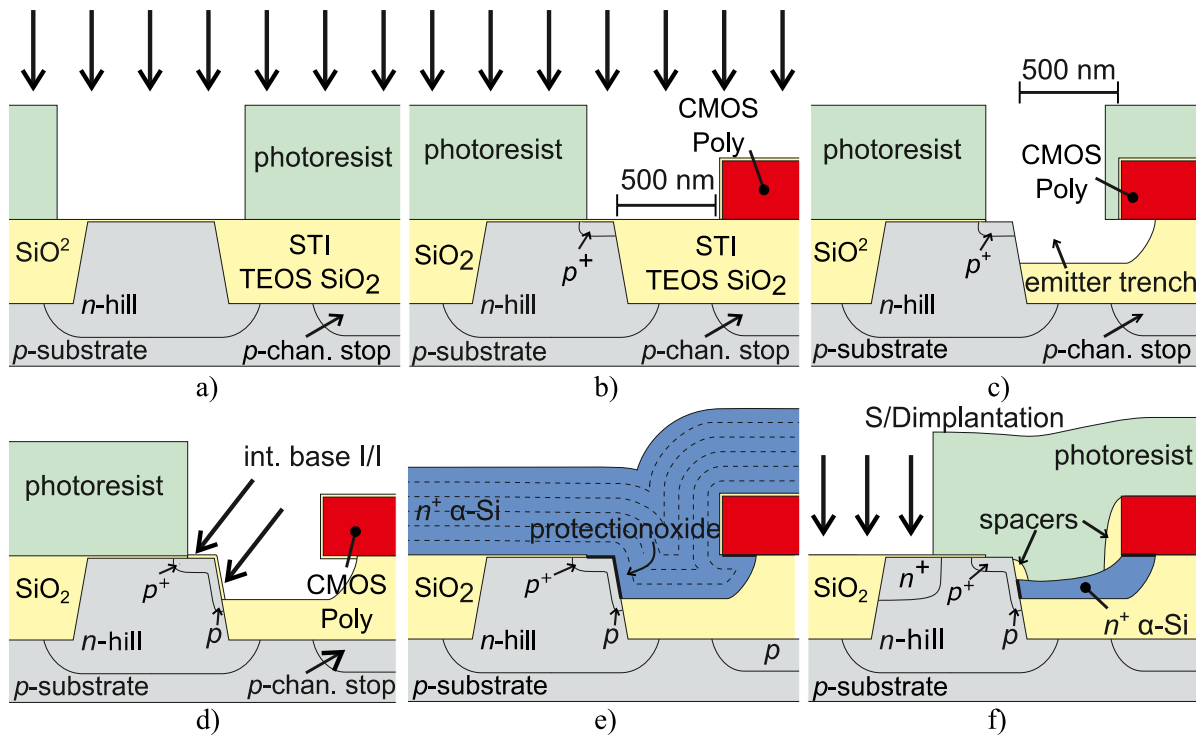 500 nm
CMOS
Poly
photoresist
SiO²
STI
TEOS SiO₂
n-hill
p-substrate
p-chan. stop
a)
photoresist
CMOS
Poly
500 nm
SiO₂
p⁺
STI
TEOS SiO₂
n-hill
p-substrate
p-chan. stop
b)
photoresist
CMOS
Poly
SiO²
p⁺
emitter trench
n-hill
p-substrate
p-chan. stop
c)
photoresist
int. base I/I
SiO₂
p⁺
CMOS
Poly
n-hill
p
p-substrate
p-chan. stop
d)
n⁺ α-Si
protectionoxide
SiO₂
p⁺
n-hill
p
p
p-substrate
e)
S/Dimplantation
photoresist
spacers
SiO₂
n⁺
p⁺
n-hill
p
n⁺ α-Si
p-substrate
f)